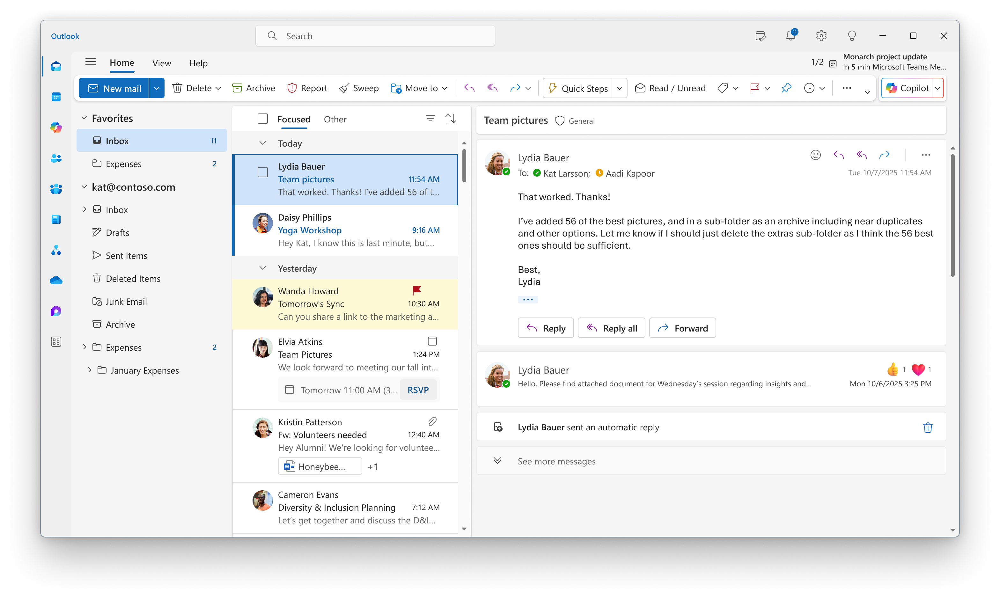 Outlook
Search
11
Home
View
Help
1/2
Monarch project update
in 5 min Microsoft Teams Me...
New mail
Delete
Archive
Report
Sweep
Move to
Quick Steps
Read / Unread
Copilot
Favorites
Inbox 11
Expenses 2
kat@contoso.com
Inbox
Drafts
Sent Items
Deleted Items
Junk Email
Archive
Expenses 2
January Expenses
Focused
Other
Today
Lydia Bauer
Team pictures 11:54 AM
That worked. Thanks! I’ve added 56 of t...
Daisy Phillips
Yoga Workshop 9:16 AM
Hey Kat, I know this is last minute, but...
Yesterday
Wanda Howard
Tomorrow's Sync 10:30 AM
Can you share a link to the marketing a...
Elvia Atkins
Team Pictures 1:24 PM
We look forward to meeting our fall int...
Tomorrow 11:00 AM (3... RSVP
Kristin Patterson
Fw: Volunteers needed 12:40 AM
Hey Alumni! We're looking for voluntee...
W Honeybee... +1
Cameron Evans
Diversity & Inclusion Planning 7:12 AM
Let’s get together and discuss the D&I...
Team pictures General
Lydia Bauer
To: Kat Larsson; Aadi Kapoor
Tue 10/7/2025 11:54 AM
That worked. Thanks!
I’ve added 56 of the best pictures, and in a sub-folder as an archive including near duplicates
and other options. Let me know if I should just delete the extras sub-folder as I think the 56 best
ones should be sufficient.
Best,
Lydia
Reply
Reply all
Forward
Lydia Bauer
1 1
Hello, Please find attached document for Wednesday’s session regarding insights and...
Mon 10/6/2025 3:25 PM
Lydia Bauer sent an automatic reply
See more messages